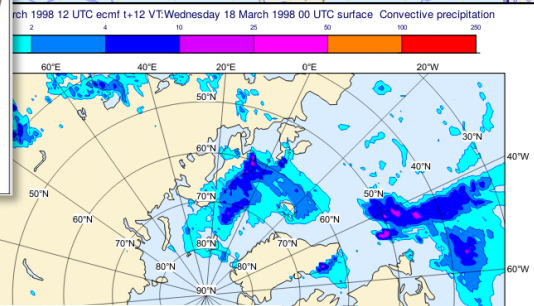 rch 1998 12 UTC ecmf t+12 VT:Wednesday 18 March 1998 00 UTC surface Convective precipitation
2 4 10 25 50 100 250
60°E 40°E 20°E 0°E 20°W
50°N
30°N
60°N 40°W
40°N
50°N 70°N 50°N
60°N 60°N
70°N 80°N 70°N
80°N 80°N 60°W
90°N